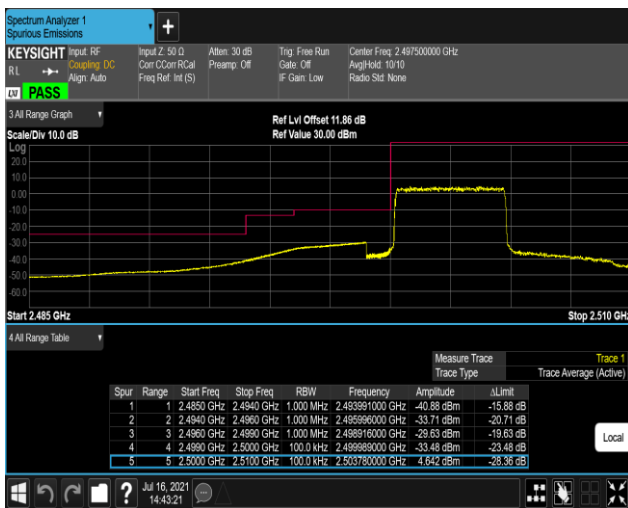 Spectrum Analyzer 1
Spurious Emissions
+
KEYSIGHT Input: RF Input Z: 50 Ω Atten: 30 dB Trig: Free Run Center Freq: 2.497500000 GHz
RL Coupling: DC Corr CCorr RCal Preamp: Off Gate: Off Avg|Hold: 10/10
Align: Auto Freq Ref: Int (S) IF Gain: Low Radio Std: None
LXI PASS
3 All Range Graph
Ref Lvl Offset 11.86 dB
Scale/Div 10.0 dB Ref Value 30.00 dBm
Log
20.0
10.0
0.00
-10.0
-20.0
-30.0
-40.0
-50.0
-60.0
Start 2.485 GHz Stop 2.510 GHz
4 All Range Table
Measure Trace Trace 1
Trace Type Trace Average (Active)
Spur Range Start Freq Stop Freq RBW Frequency Amplitude ΔLimit
1 1 2.4850 GHz 2.4940 GHz 1.000 MHz 2.493991000 GHz -40.88 dBm -15.88 dB
2 2 2.4940 GHz 2.4960 GHz 1.000 MHz 2.495996000 GHz -33.71 dBm -20.71 dB
3 3 2.4960 GHz 2.4990 GHz 1.000 MHz 2.498916000 GHz -29.63 dBm -19.63 dB
4 4 2.4990 GHz 2.5000 GHz 100.0 kHz 2.499989000 GHz -33.48 dBm -23.48 dB
5 5 2.5000 GHz 2.5100 GHz 100.0 kHz 2.503780000 GHz 4.642 dBm -28.36 dB
Local
? Jul 16, 2021
14:43:21